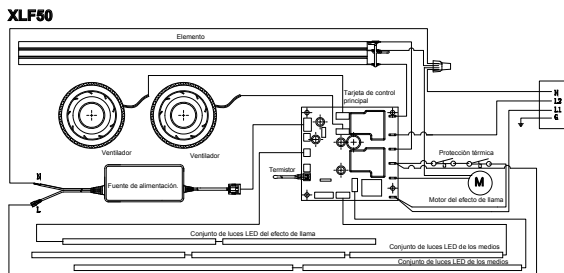 XLF50
Elemento
Tarjeta de control
principal
N
L2
L1
G
Ventilador
Ventilador
Protección térmica
Termistor
M
Motor del efecto de llama
N
Fuente de alimentación.
L
Conjunto de luces LED del efecto de llama
Conjunto de luces LED de los medios
Conjunto de luces LED de los medios